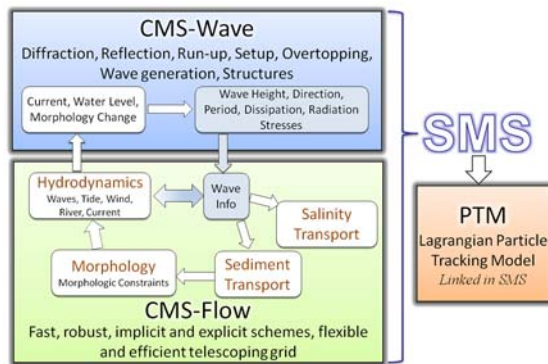 CMS-Wave
Diffraction, Reflection, Run-up, Setup, Overtopping,
Wave generation, Structures
Current, Water Level,
Morphology Change
Wave Height, Direction,
Period, Dissipation, Radiation
Stresses
Hydrodynamics
Waves, Tide, Wind,
River, Current
Wave
Info
Salinity
Transport
Morphology
Morphologic Constraints
Sediment
Transport
CMS-Flow
Fast, robust, implicit and explicit schemes, flexible
and efficient telescoping grid
SMS
PTM
Lagrangian Particle
Tracking Model
Linked in SMS